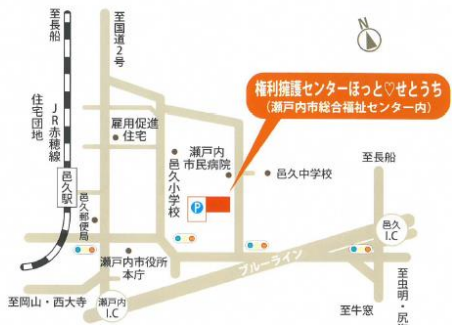 至長船
至国道2号
N
権利擁護センターほっと♡せとうち
(瀬戸内市総合福祉センター内)
住宅団地
JR赤穂線
雇用促進
住宅
瀬戸内
市民病院
邑久小学校
邑久中学校
至長船
邑久駅
邑久郵便局
P
瀬戸内市役所
本庁
ブルーライン
邑久
I.C
至岡山・西大寺
瀬戸内
I.C
至牛窓
至虫明・尻